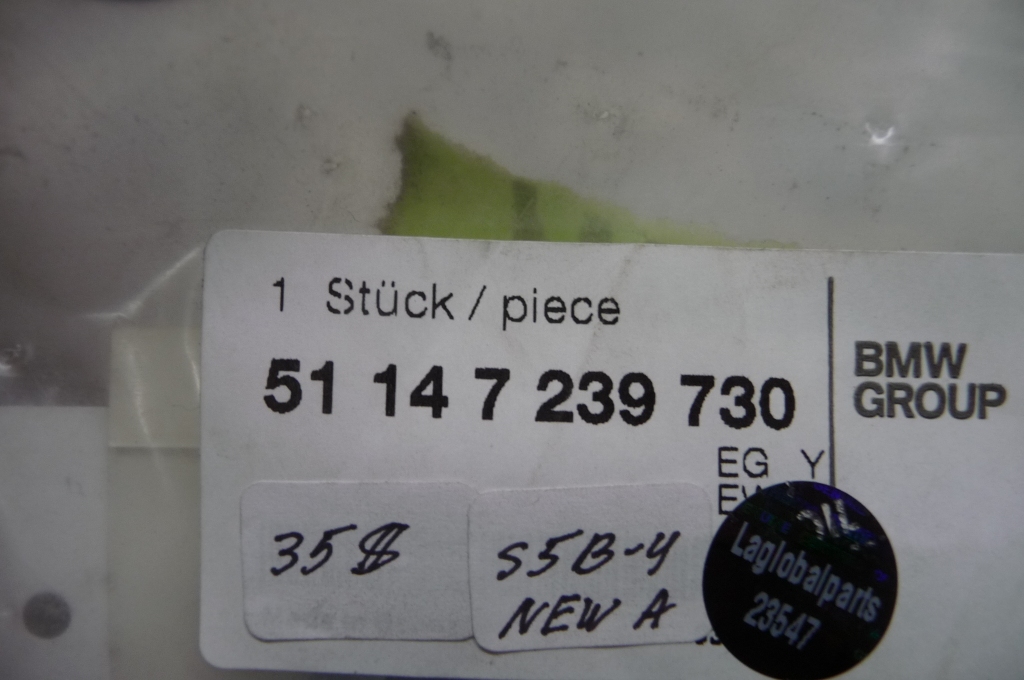 1 Stück / piece
51 14 7 239 730
BMW
GROUP
EG Y
35$
S5B-4
NEW A
Laglobalparts
23547